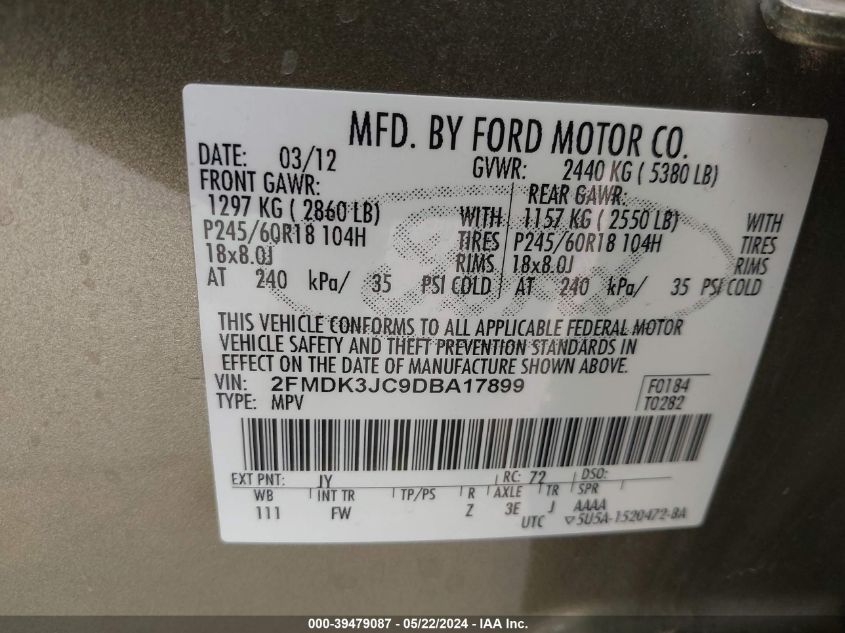 MFD. BY FORD MOTOR CO.
DATE: 03/12 GVWR: 2440 KG ( 5380 LB)
FRONT GAWR: REAR GAWR:
1297 KG ( 2860 LB) WITH 1157 KG ( 2550 LB) WITH
P245/60R18 104H TIRES P245/60R18 104H TIRES
18x8.0J RIMS 18x8.0J RIMS
AT 240 kPa/ 35 PSI COLD AT 240 kPa/ 35 PSI COLD
THIS VEHICLE CONFORMS TO ALL APPLICABLE FEDERAL MOTOR
VEHICLE SAFETY AND THEFT PREVENTION STANDARDS IN
EFFECT ON THE DATE OF MANUFACTURE SHOWN ABOVE.
VIN: 2FMDK3JC9DBA17899 F0184
TYPE: MPV T0282
EXT PNT: JY RC: 72 DSO:
WB INT TR TP/PS R AXLE TR SPR
111 FW Z 3E J AAAA
UTC ▽5U5A-1520472-BA
000-39479087 - 05/22/2024 - IAA Inc.